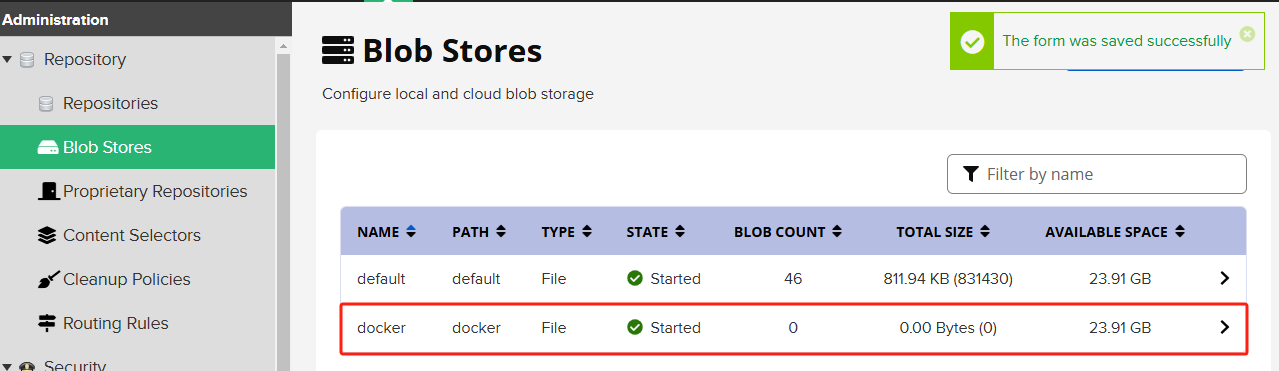 Administration
Repository
Repositories
Blob Stores
Proprietary Repositories
Content Selectors
Cleanup Policies
Routing Rules
Security
Blob Stores
The form was saved successfully
Configure local and cloud blob storage
Filter by name
NAME PATH TYPE STATE BLOB COUNT TOTAL SIZE AVAILABLE SPACE
default default File Started 46 811.94 KB (831430) 23.91 GB
docker docker File Started 0 0.00 Bytes (0) 23.91 GB